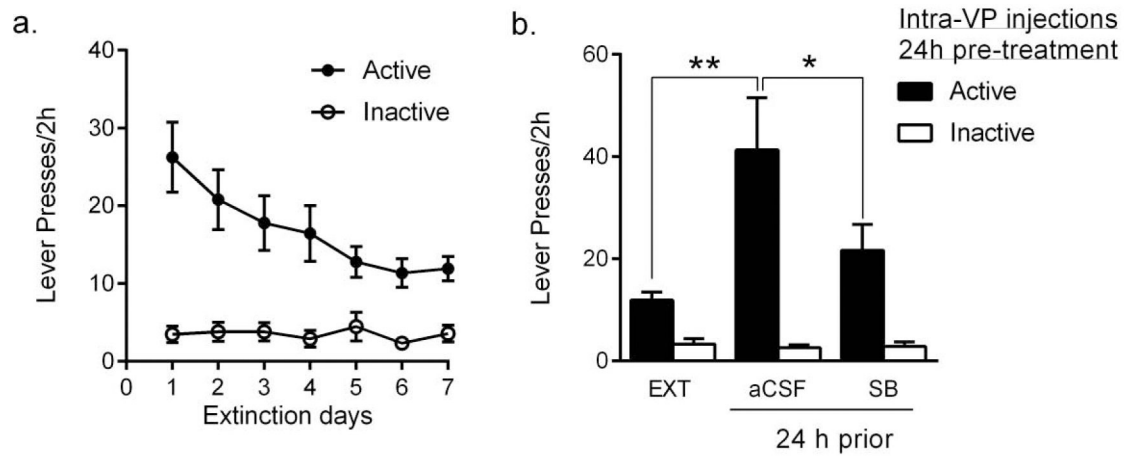 a.
40
30
20
10
0
Lever Presses/2h
Active
Inactive
0 1 2 3 4 5 6 7
Extinction days
b.
Intra-VP injections
24h pre-treatment
Active
Inactive
60
40
20
0
Lever Presses/2h
** *
EXT aCSF SB
24 h prior